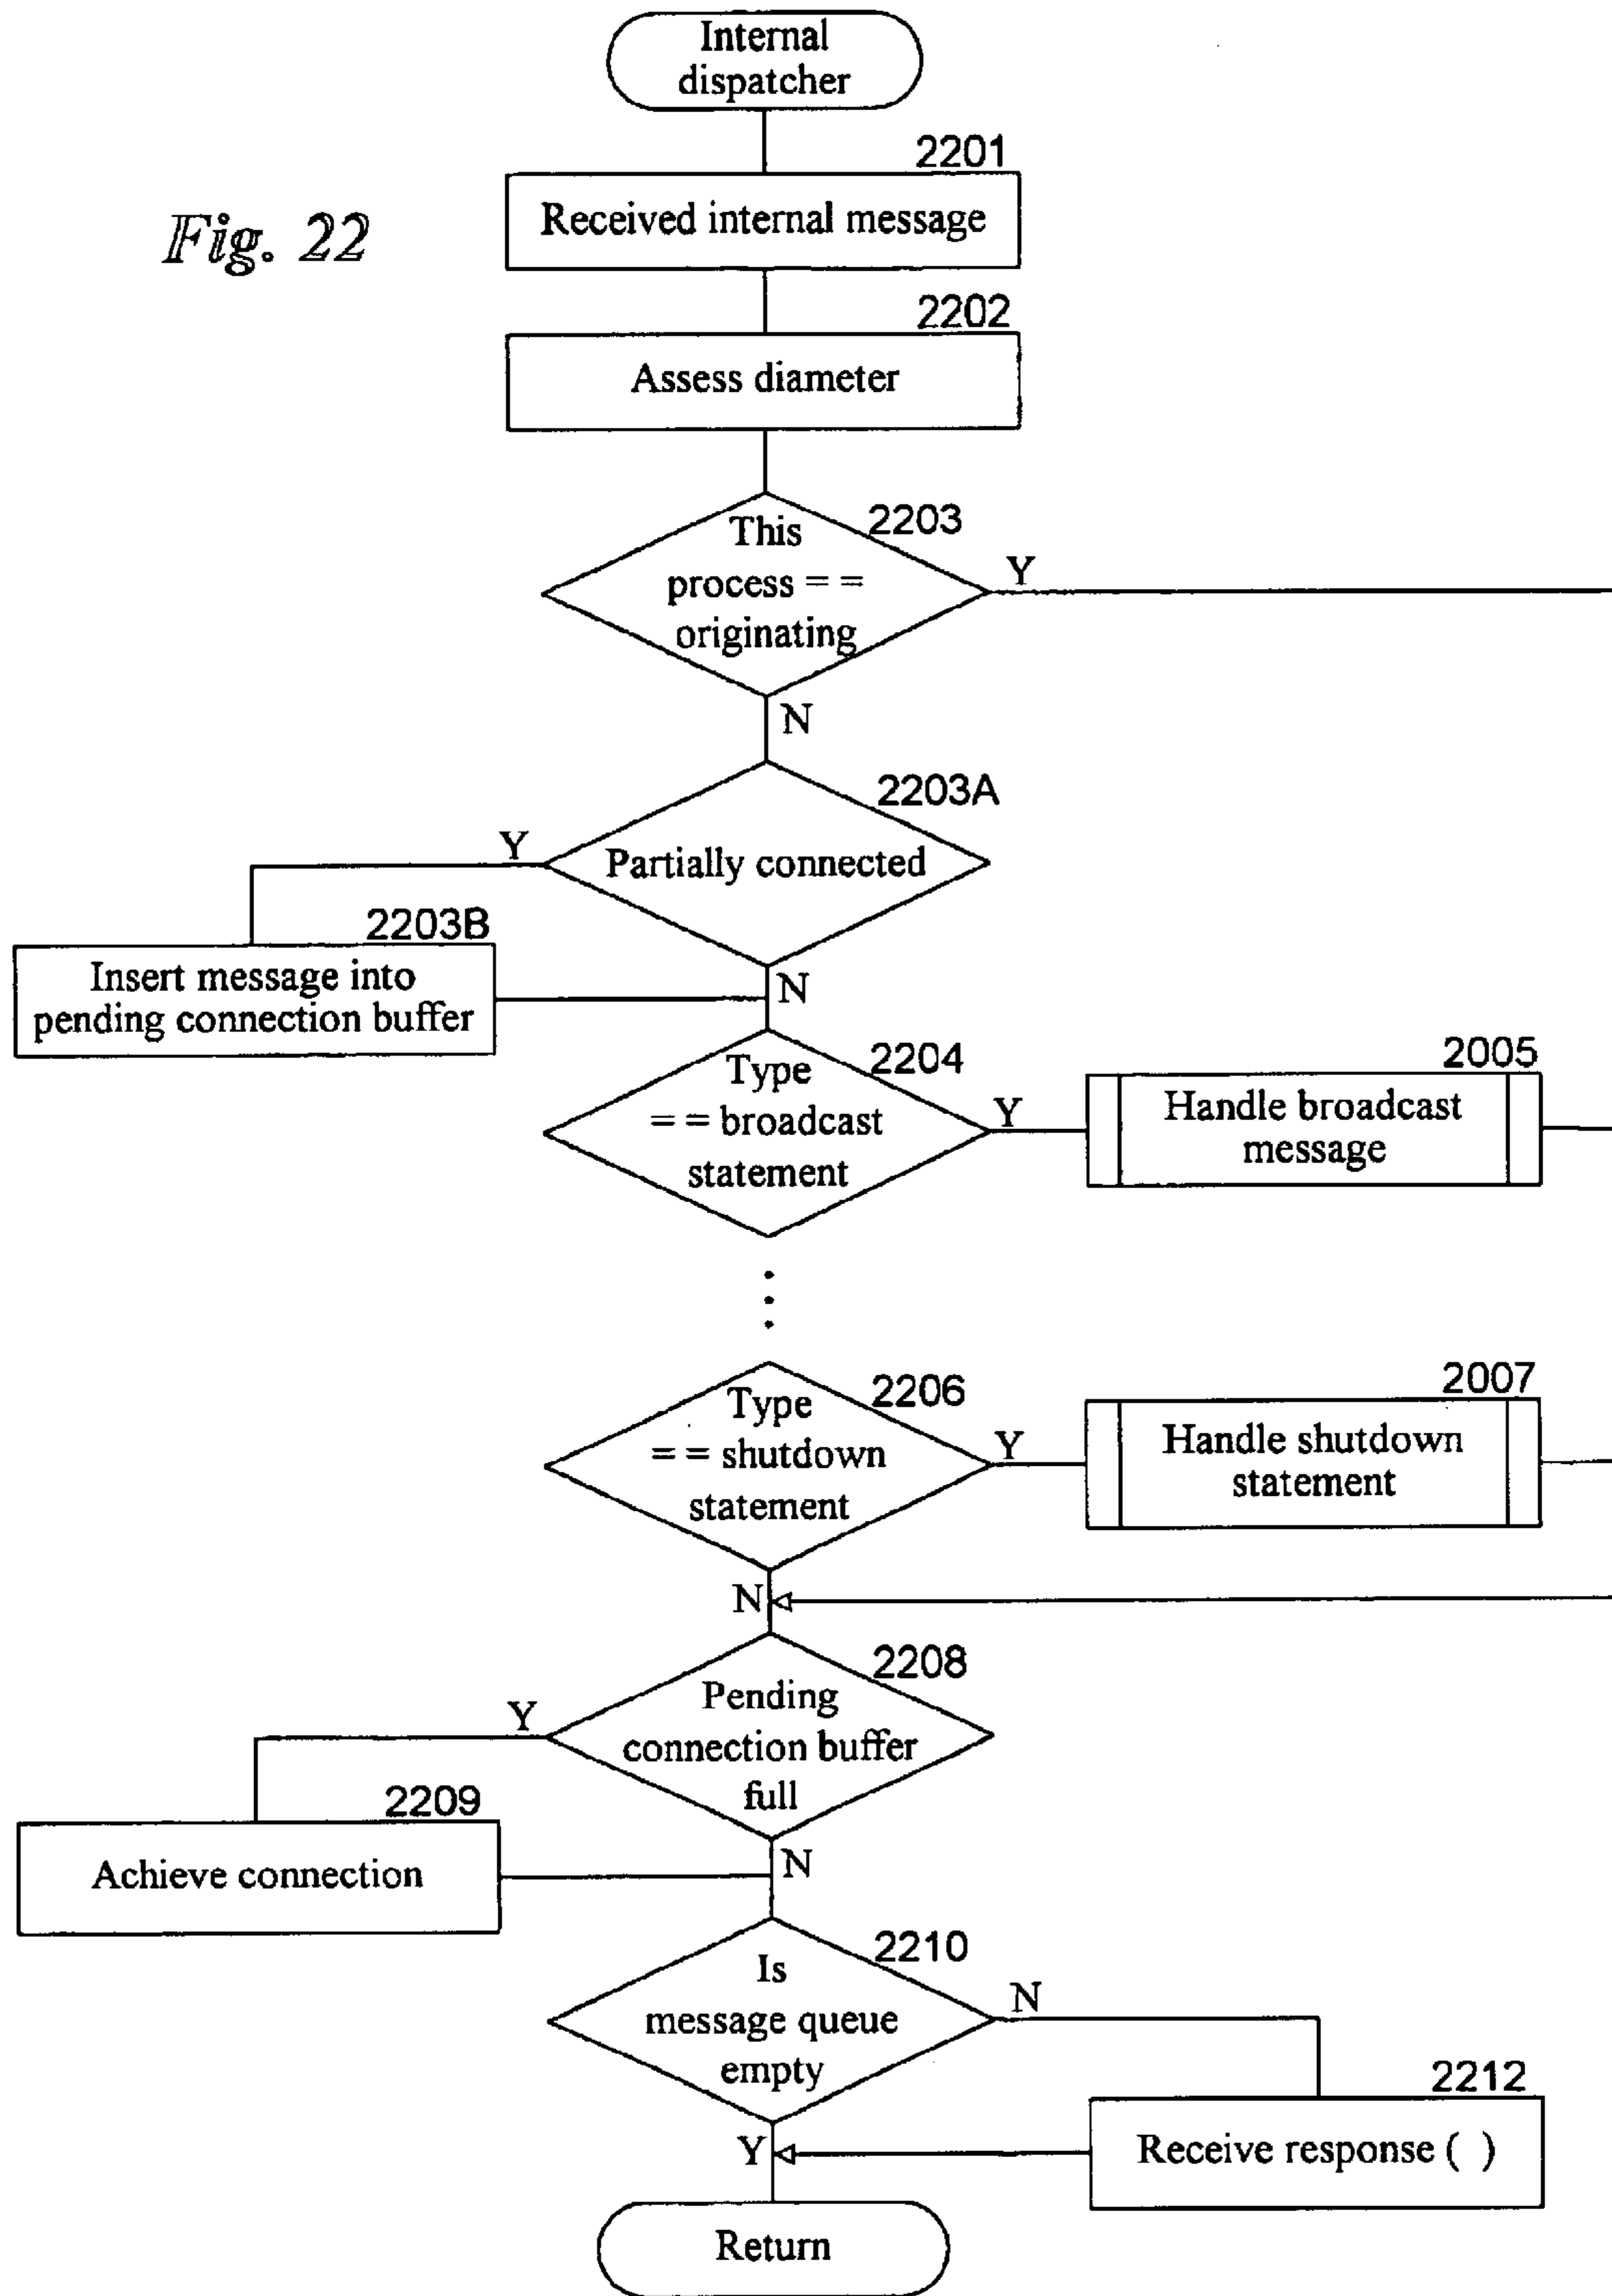 Internal
dispatcher
2201
Received internal message
Fig. 22
2202
Assess diameter
2203
This
process = =
originating
Y
N
2203A
Partially connected
Y
2203B
Insert message into
pending connection buffer
N
2204
Type
= = broadcast
statement
Y
2005
Handle broadcast
message
2206
Type
= = shutdown
statement
Y
2007
Handle shutdown
statement
N
2208
Pending
connection buffer
full
Y
2209
Achieve connection
N
2210
Is
message queue
empty
N
2212
Receive response ( )
Y
Return